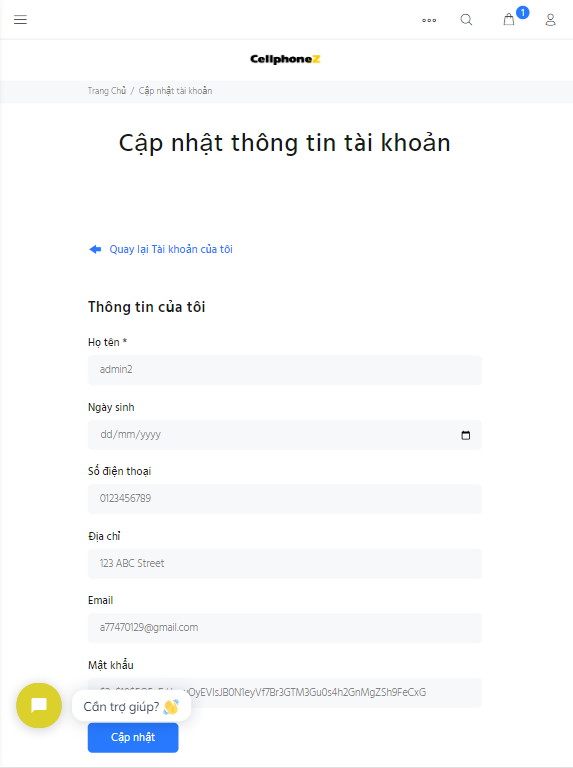 1
CellphoneZ
Trang Chủ / Cập nhật tài khoản
Cập nhật thông tin tài khoản
Quay lại Tài khoản của tôi
Thông tin của tôi
Họ tên *
admin2
Ngày sinh
dd/mm/yyyy
Số điện thoại
0123456789
Địa chỉ
123 ABC Street
Email
a77470129@gmail.com
Mật khẩu
Cần trợ giúp? 👋
Cập nhật